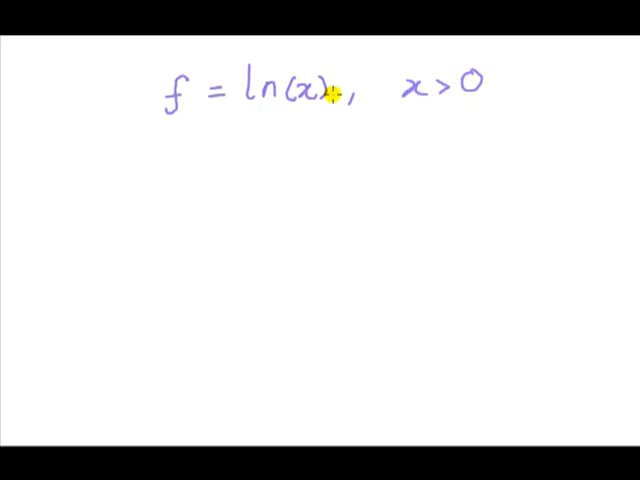 f = ln(x), x > 0